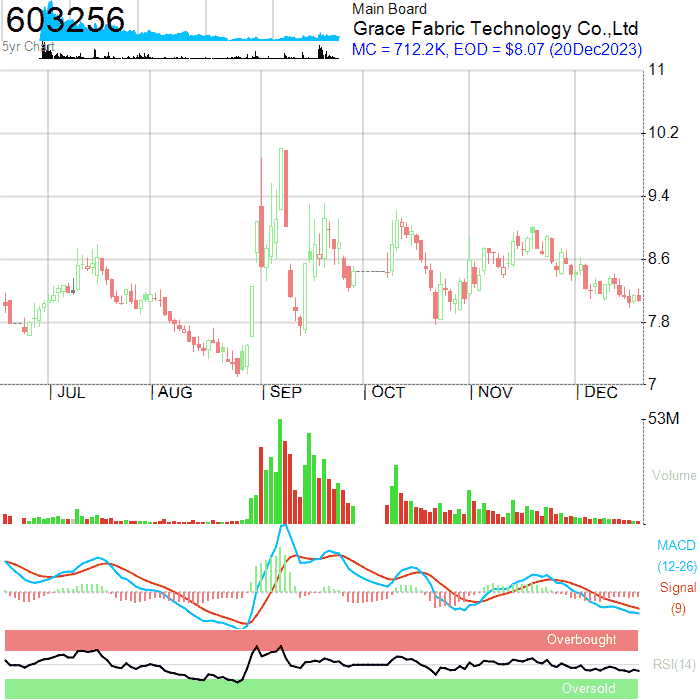 603256
5yr Chart
Main Board
Grace Fabric Technology Co.,Ltd
MC = 712.2K, EOD = $8.07 (20Dec2023)
11
10.2
9.4
8.6
7.8
7
JUL AUG SEP OCT NOV DEC
53M
Volume
MACD
(12-26)
Signal
(9)
Overbought
RSI(14)
Oversold